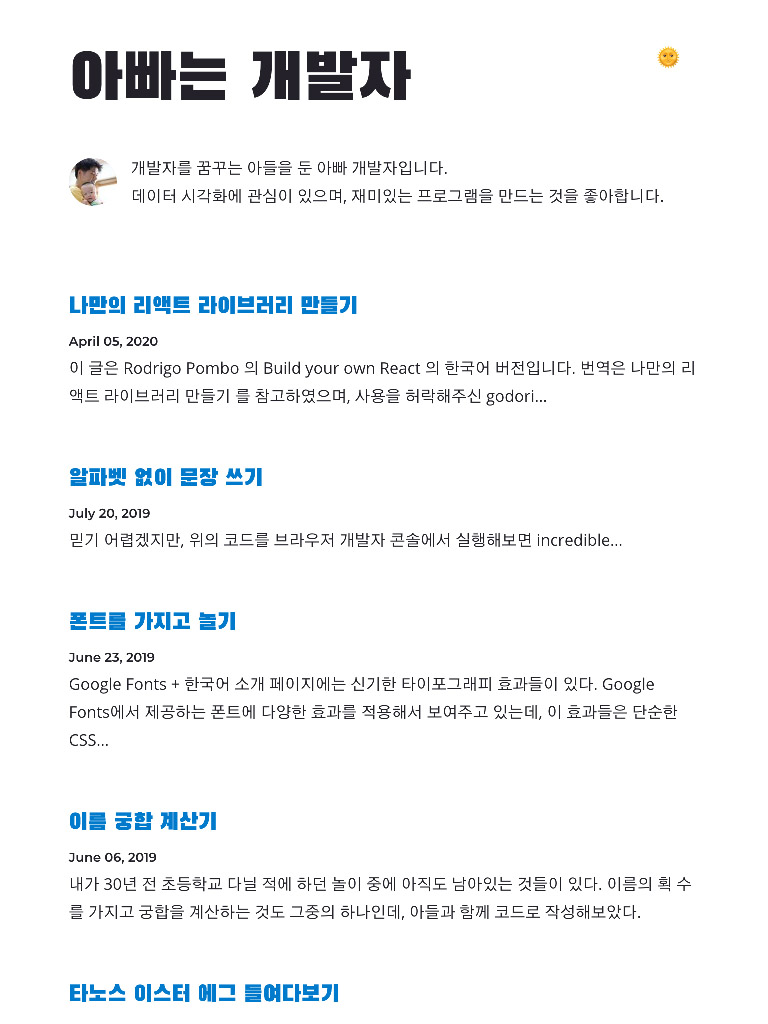 아빠는 개발자
개발자를 꿈꾸는 아들을 둔 아빠 개발자입니다.
데이터 시각화에 관심이 있으며, 재미있는 프로그램을 만드는 것을 좋아합니다.
나만의 리액트 라이브러리 만들기
April 05, 2020
이 글은 Rodrigo Pombo 의 Build your own React 의 한국어 버전입니다. 번역은 나만의 리
액트 라이브러리 만들기 를 참고하였으며, 사용을 허락해주신 godori…
알파벳 없이 문장 쓰기
July 20, 2019
믿기 어렵겠지만, 위의 코드를 브라우저 개발자 콘솔에서 실행해보면 incredible…
폰트를 가지고 놀기
June 23, 2019
Google Fonts + 한국어 소개 페이지에는 신기한 타이포그래피 효과들이 있다. Google
Fonts에서 제공하는 폰트에 다양한 효과를 적용해서 보여주고 있는데, 이 효과들은 단순한
CSS…
이름 궁합 계산기
June 06, 2019
내가 30년 전 초등학교 다닐 적에 하던 놀이 중에 아직도 남아있는 것들이 있다. 이름의 획 수
를 가지고 궁합을 계산하는 것도 그중의 하나인데, 아들과 함께 코드로 작성해보았다.
타노스 이스터 에그 들여다보기